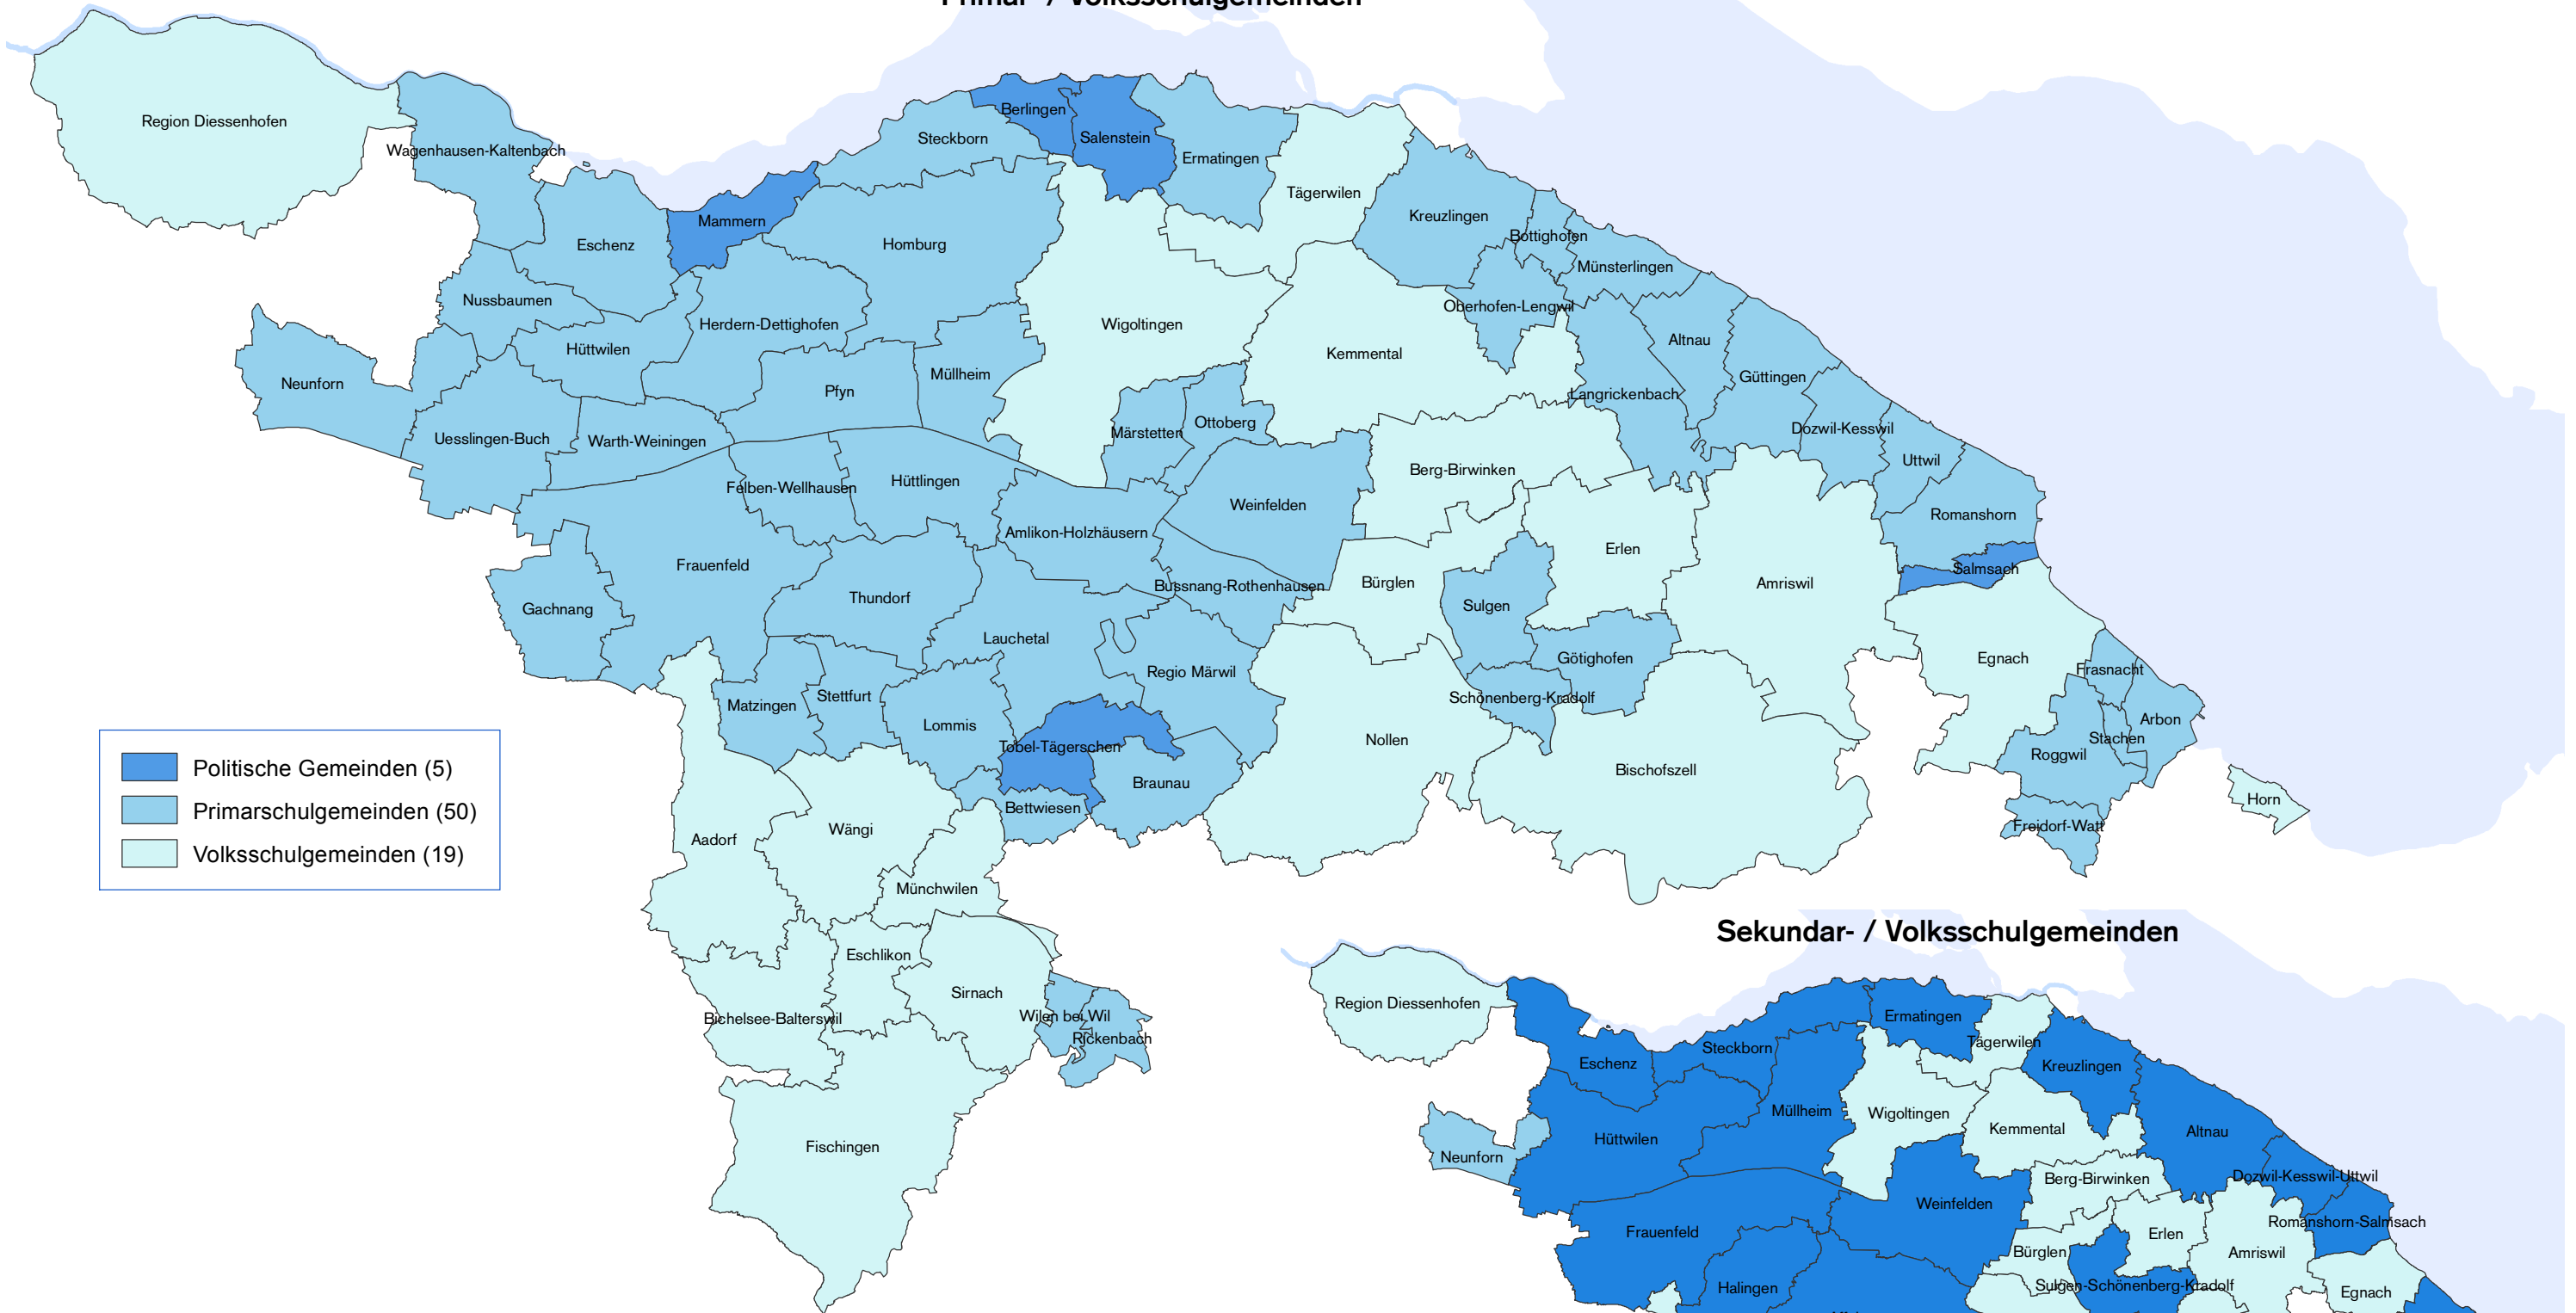 Primar- / Volksschulgemeinden
Region Diessenhofen
Wagenhausen-Kaltenbach
Berlingen
Steckborn
Salenstein
Ermatingen
Tägerwilen
Mammern
Eschenz
Homburg
Kreuzlingen
Bottighofen
Münsterlingen
Nussbaumen
Herdern-Dettighofen
Wigoltingen
Oberhofen-Lengwil
Hüttwilen
Kemmental
Altnau
Neunforn
Pfyn
Müllheim
Güttingen
Langrickenbach
Uesslingen-Buch
Warth-Weiningen
Märstetten
Ottoberg
Dozwil-Kesswil
Felben-Wellhausen
Hüttlingen
Berg-Birwinken
Uttwil
Weinfelden
Romanshorn
Amlikon-Holzhäusern
Frauenfeld
Erlen
Salmsach
Gachnang
Thundorf
Bussnang-Rothenhausen
Bürglen
Amriswil
Sulgen
Lauchetal
Regio Märwil
Götighofen
Egnach
Frasnacht
Matzingen
Stettfurt
Schönenberg-Kradolf
Lommis
Arbon
Tobel-Tägerschen
Nollen
Stachen
Roggwil
Braunau
Bischofszell
Bettwiesen
Horn
Freidorf-Watt
Aadorf
Wängi
Münchwilen
Eschlikon
Sirnach
Bichelsee-Balterswil
Wilen bei Wil
Rickenbach
Fischingen
Politische Gemeinden (5)
Primarschulgemeinden (50)
Volksschulgemeinden (19)
Sekundar- / Volksschulgemeinden
Region Diessenhofen
Ermatingen
Tägerwilen
Steckborn
Eschenz
Kreuzlingen
Müllheim
Wigoltingen
Kemmental
Altnau
Hüttwilen
Neunforn
Dozwil-Kesswil-Uttwil
Berg-Birwinken
Weinfelden
Romanshorn-Salmsach
Frauenfeld
Erlen
Bürglen
Amriswil
Halingen
Sulgen-Schönenberg-Kradolf
Egnach